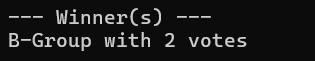 --- Winner(s) ---
B-Group with 2 votes